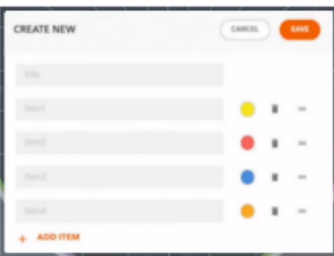 CREATE NEW
CANCEL
SAVE
title
item1
item2
item3
item4
+ ADD ITEM